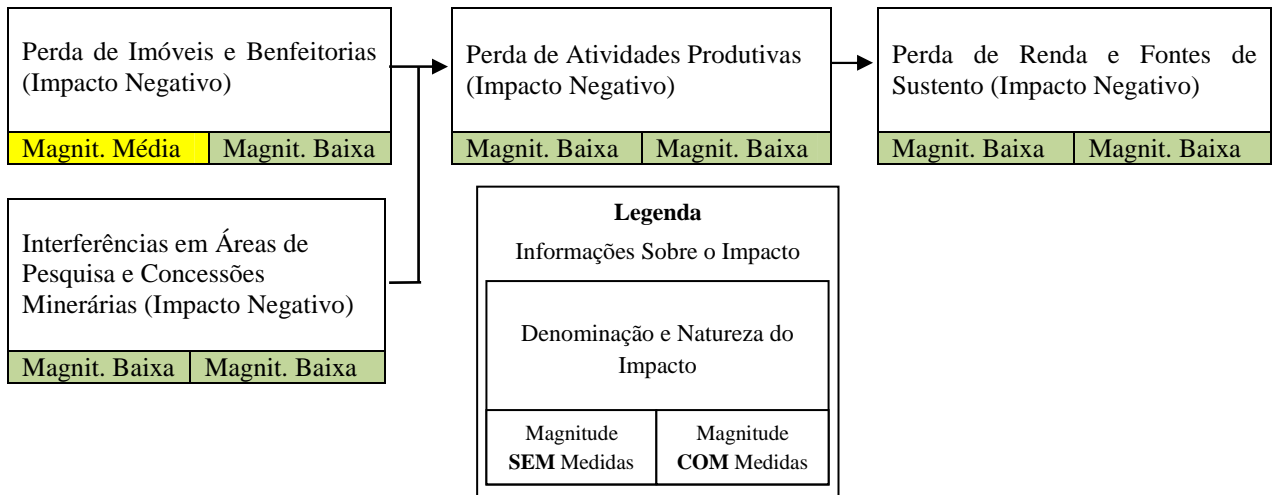 Perda de Imóveis e Benfeitorias
(Impacto Negativo)
Magnit. Média
Magnit. Baixa
Perda de Atividades Produtivas
(Impacto Negativo)
Magnit. Baixa
Magnit. Baixa
Perda de Renda e Fontes de
Sustento (Impacto Negativo)
Magnit. Baixa
Magnit. Baixa
Interferências em Áreas de
Pesquisa e Concessões
Minerárias (Impacto Negativo)
Magnit. Baixa
Magnit. Baixa
Legenda
Informações Sobre o Impacto
Denominação e Natureza do
Impacto
Magnitude
SEM Medidas
Magnitude
COM Medidas